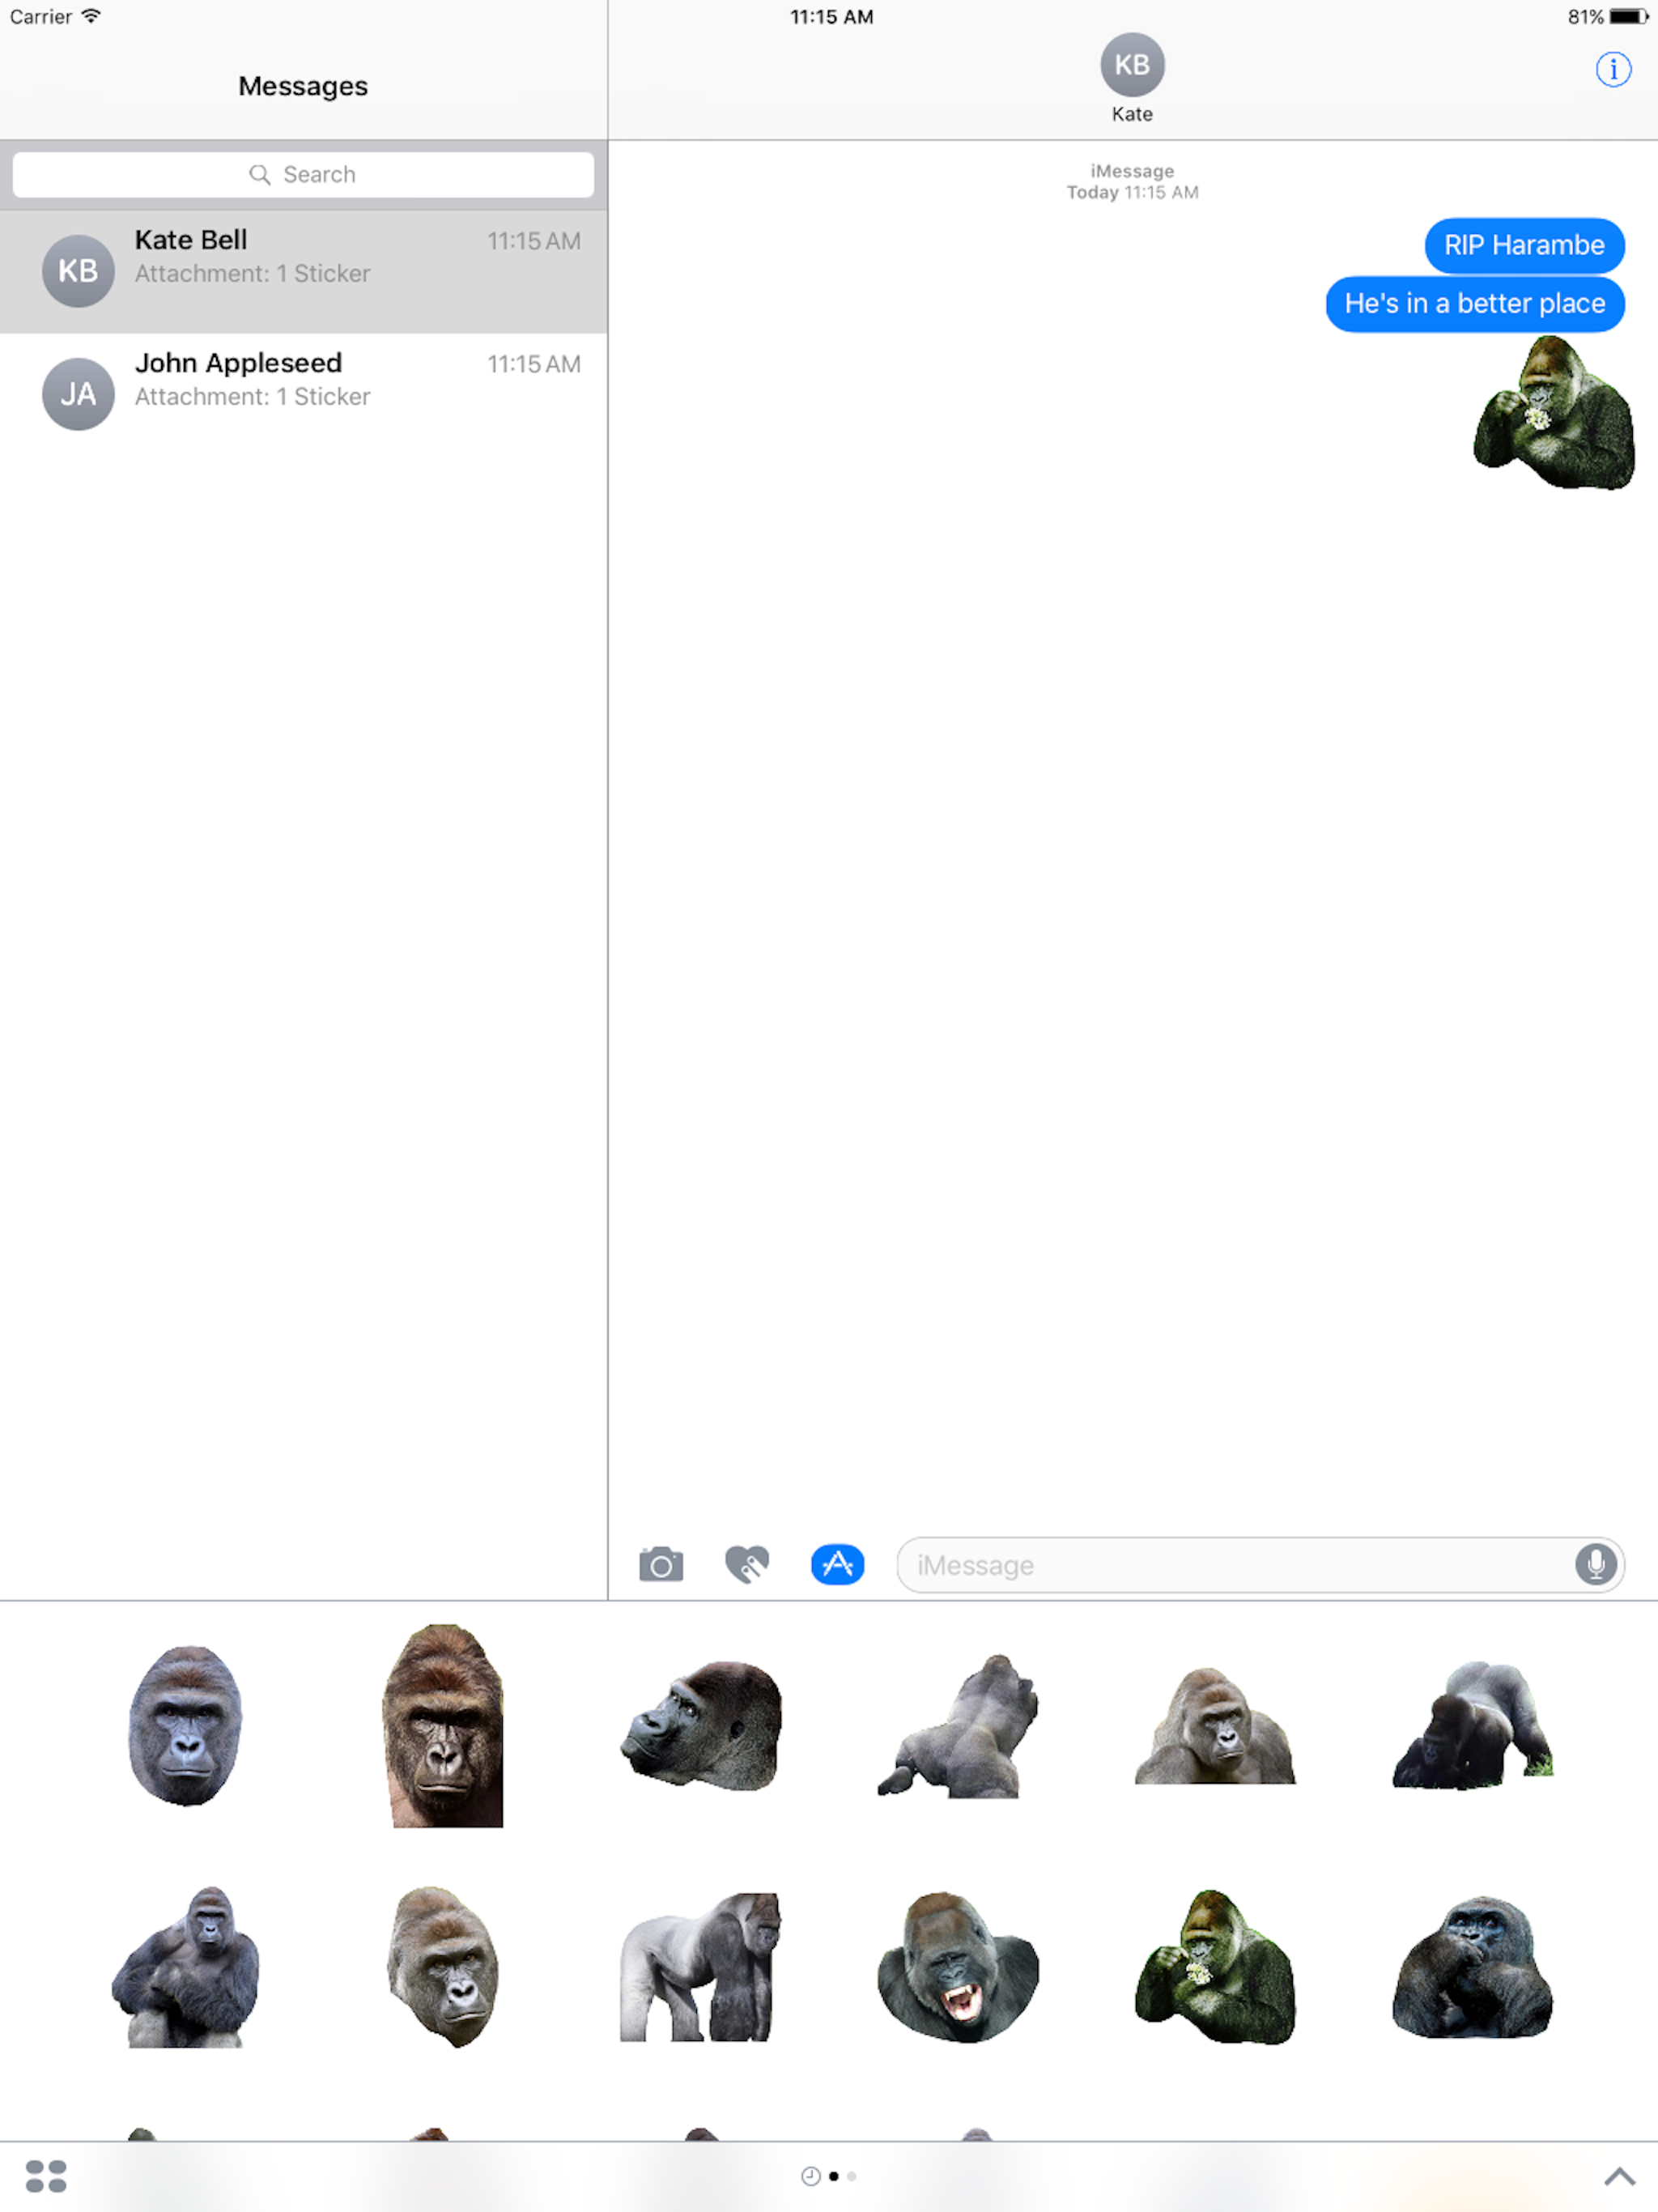 Carrier
11:15 AM
81%
Messages
KB
Kate
Search
Kate Bell
11:15 AM
KB
Attachment: 1 Sticker
John Appleseed
11:15 AM
JA
Attachment: 1 Sticker
iMessage
Today 11:15 AM
RIP Harambe
He's in a better place
iMessage